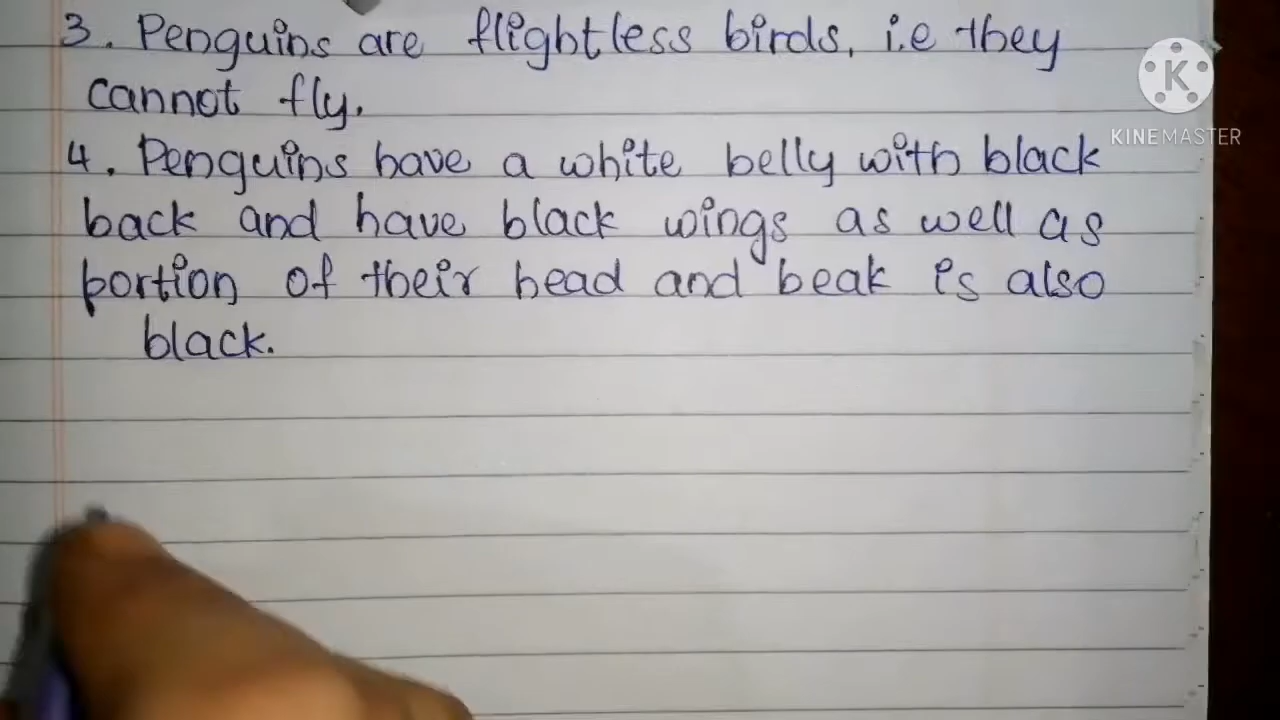 3. Penguins are flightless birds, i.e they
cannot fly.
4. Penguins have a white belly with black
back and have black wings as well as
portion of their head and beak is also
black.
K
KINEMASTER